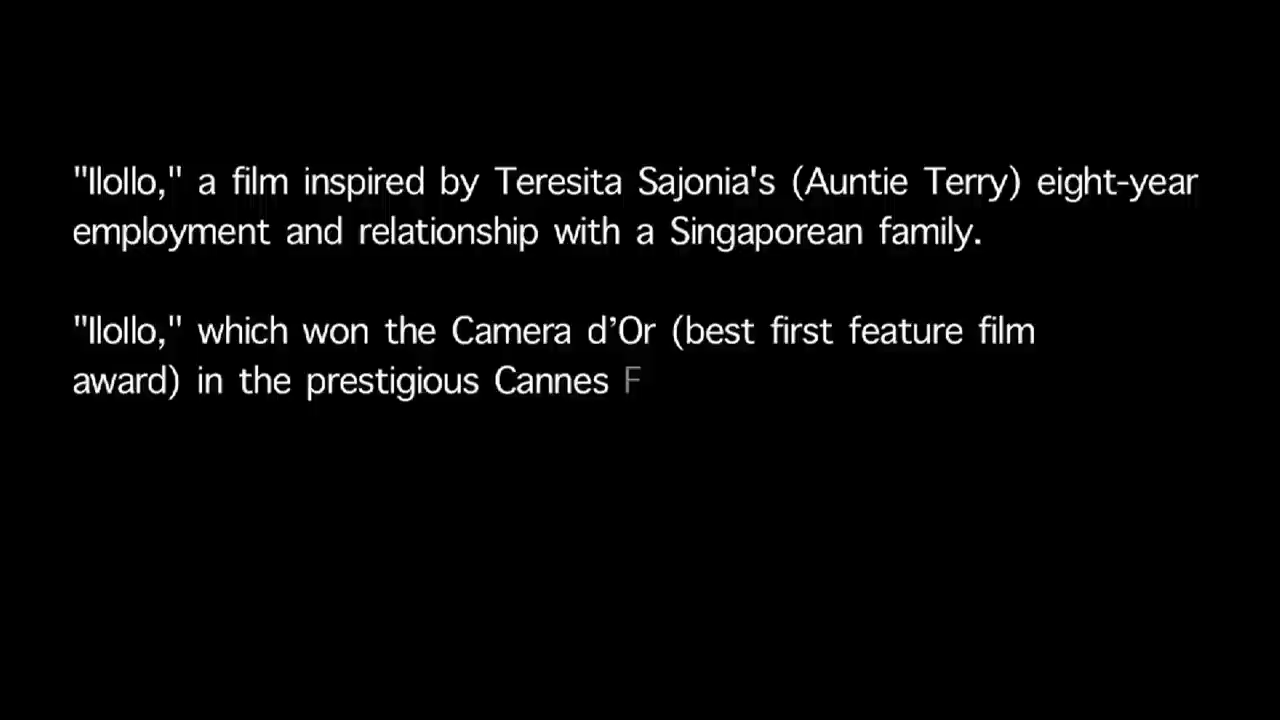 "Ilollo," a film inspired by Teresita Sajonia's (Auntie Terry) eight-year
employment and relationship with a Singaporean family.
"Ilollo," which won the Camera d’Or (best first feature film
award) in the prestigious Cannes F